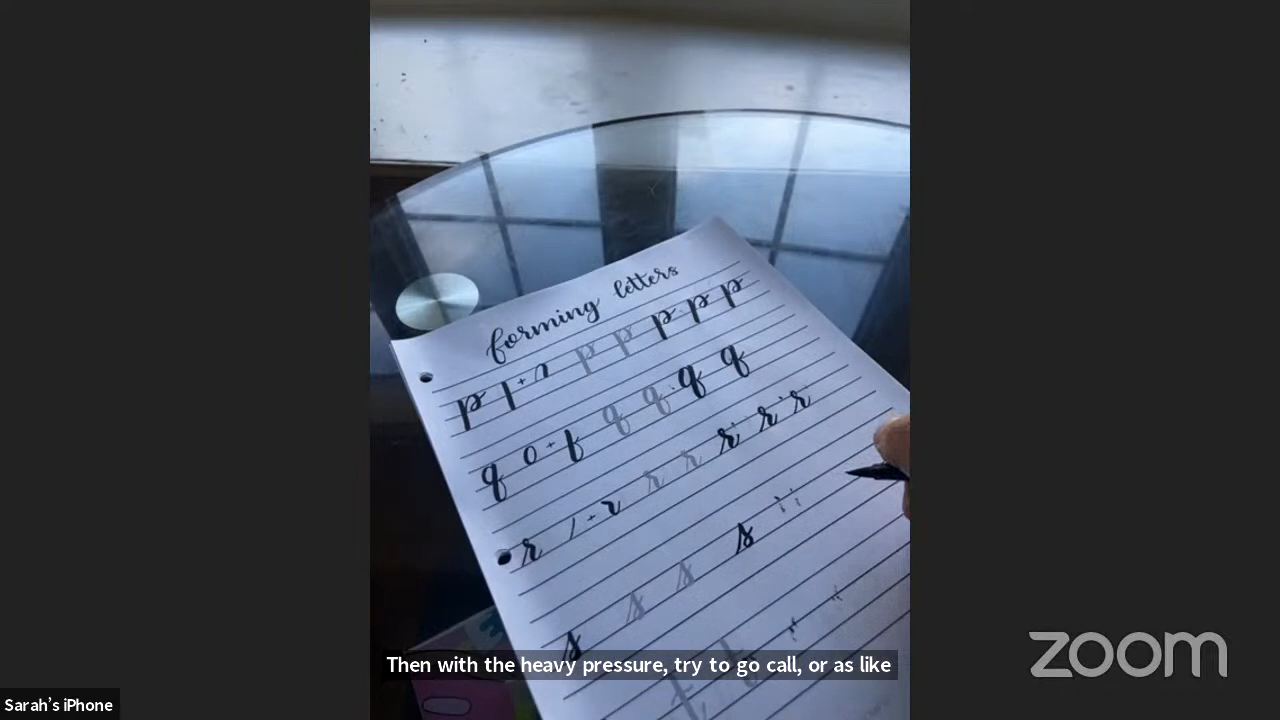 forming letters
p l + n p p p p p
q o + f q q q q
r / + r r r r r r
s s s s
t t
Then with the heavy pressure, try to go call, or as like
zoom
Sarah's iPhone